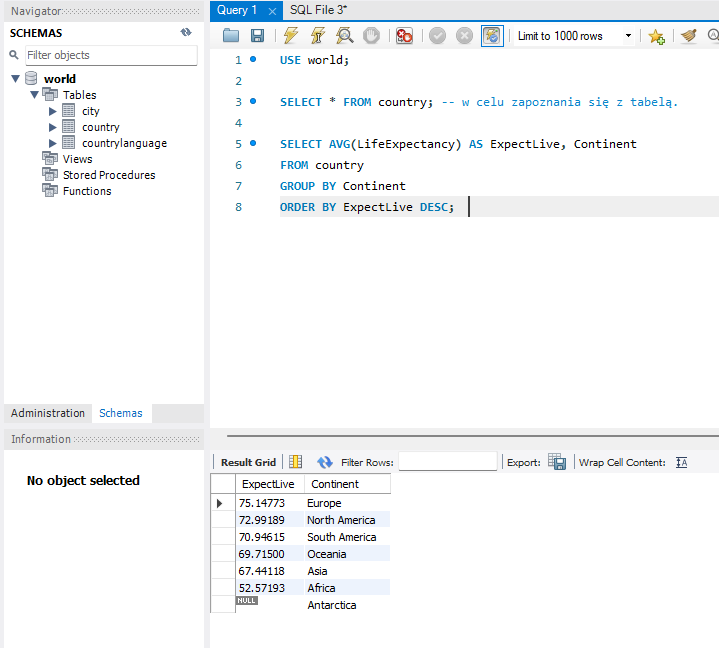 Navigator
SCHEMAS
Filter objects
world
Tables
city
country
countrylanguage
Views
Stored Procedures
Functions
Administration Schemas
Information
No object selected
Query 1 SQL File 3*
Limit to 1000 rows
1 USE world;
2
3 SELECT * FROM country; -- w celu zapoznania się z tabelą.
4
5 SELECT AVG(LifeExpectancy) AS ExpectLive, Continent
6 FROM country
7 GROUP BY Continent
8 ORDER BY ExpectLive DESC;
Result Grid Filter Rows: Export: Wrap Cell Content: IA
ExpectLive Continent
75.14773 Europe
72.99189 North America
70.94615 South America
69.71500 Oceania
67.44118 Asia
52.57193 Africa
NULL Antarctica